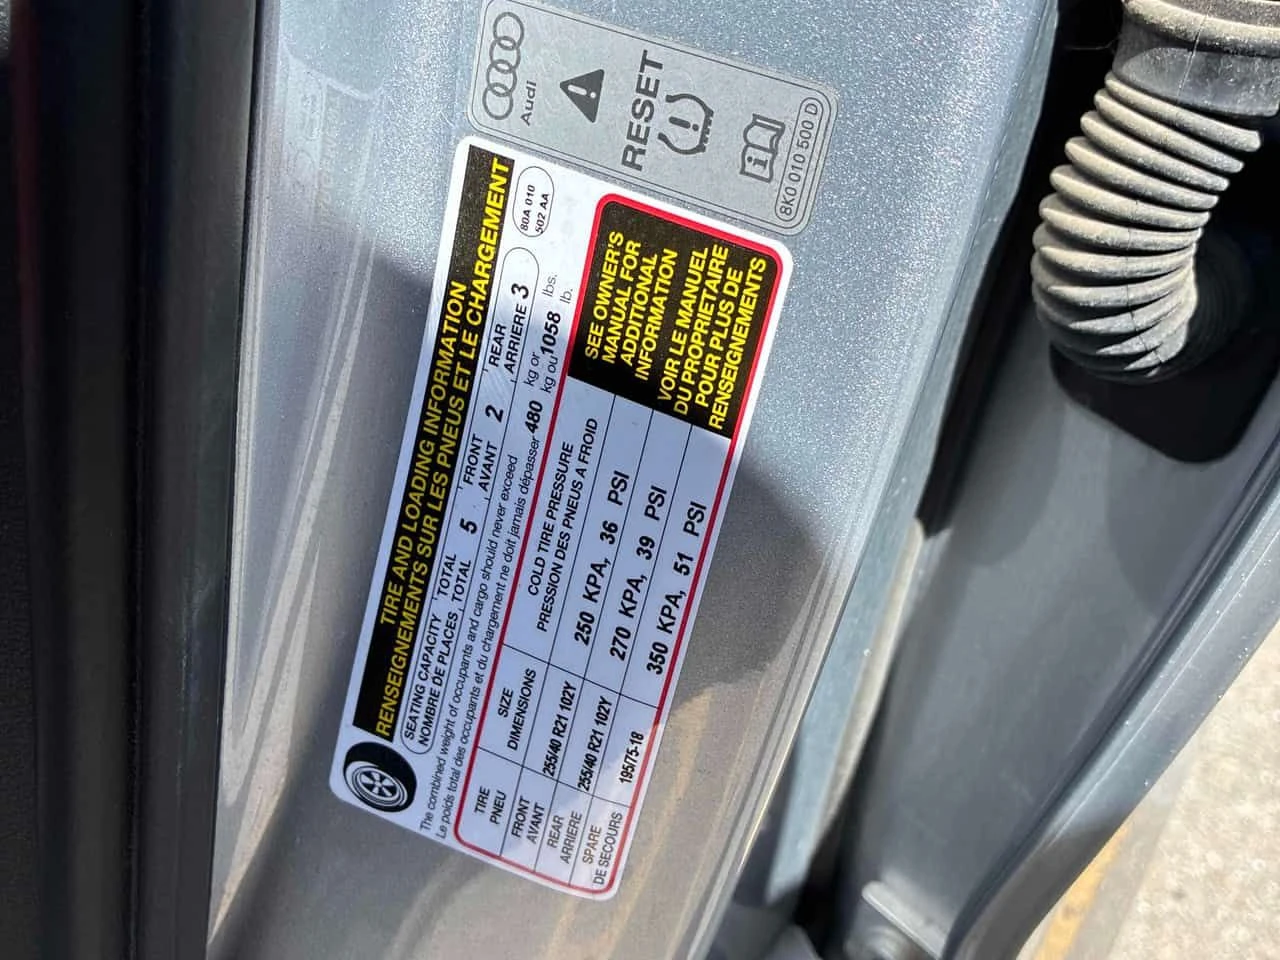 Audi
RESET
8K0 010 500 D
TIRE AND LOADING INFORMATION
RENSEIGNEMENTS SUR LES PNEUS ET LE CHARGEMENT
80A 010
502 AA
SEATING CAPACITY TOTAL FRONT REAR
NOMBRE DE PLACES TOTAL 5 AVANT 2 ARRIERE 3
The combined weight of occupants and cargo should never exceed kg or lbs.
Le poids total des occupants et du chargement ne doit jamais dépasser 480 kg ou 1058 lb.
TIRE SIZE COLD TIRE PRESSURE
PNEU DIMENSIONS PRESSION DES PNEUS A FROID
FRONT
AVANT 255/40 R21 102Y 250 KPA, 36 PSI
REAR
ARRIERE 255/40 R21 102Y 270 KPA, 39 PSI
SPARE
DE SECOURS 195/75-18 350 KPA, 51 PSI
SEE OWNER'S
MANUAL FOR
ADDITIONAL
INFORMATION
VOIR LE MANUEL
DU PROPRIETAIRE
POUR PLUS DE
RENSEIGNEMENTS